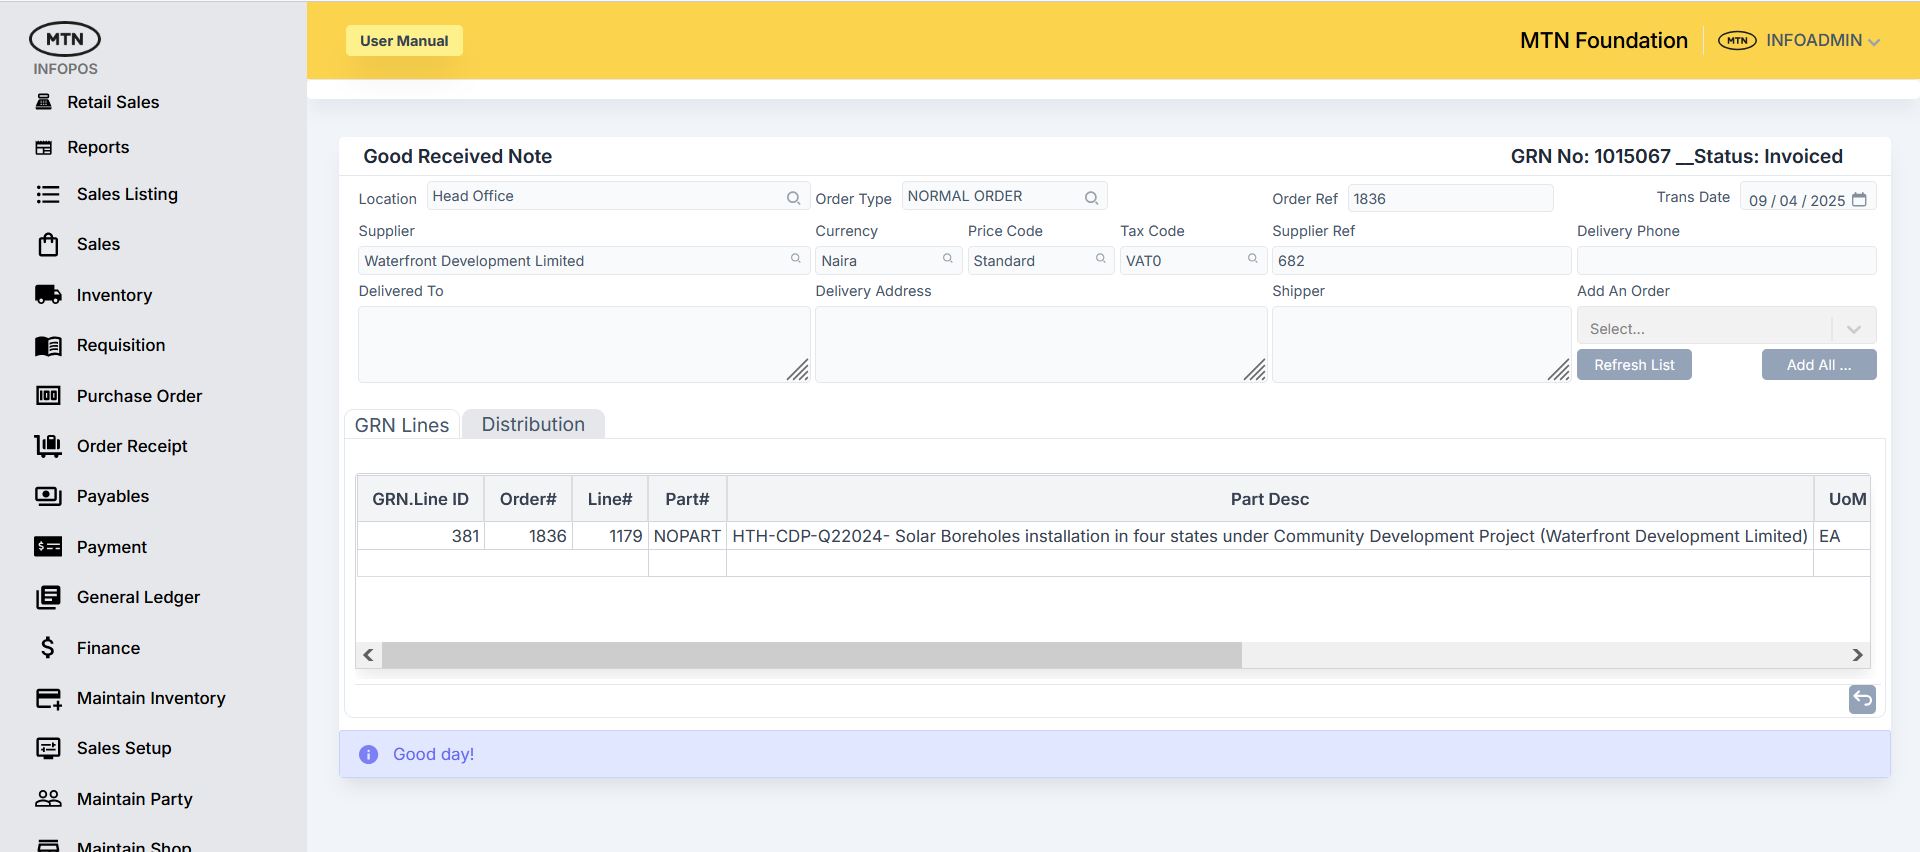 MTN
INFOPOS
Retail Sales
Reports
Sales Listing
Sales
Inventory
Requisition
Purchase Order
Order Receipt
Payables
Payment
General Ledger
Finance
Maintain Inventory
Sales Setup
Maintain Party
Maintain Shop
User Manual
MTN Foundation
MTN
INFOADMIN
Good Received Note
GRN No: 1015067 __Status: Invoiced
Location Head Office Order Type NORMAL ORDER Order Ref 1836 Trans Date 09 / 04 / 2025
Supplier Currency Price Code Tax Code Supplier Ref Delivery Phone
Waterfront Development Limited Naira Standard VAT0 682
Delivered To Delivery Address Shipper Add An Order
Select...
Refresh List Add All ...
GRN Lines Distribution
GRN.Line ID Order# Line# Part# Part Desc UoM
381 1836 1179 NOPART HTH-CDP-Q22024- Solar Boreholes installation in four states under Community Development Project (Waterfront Development Limited) EA
Good day!